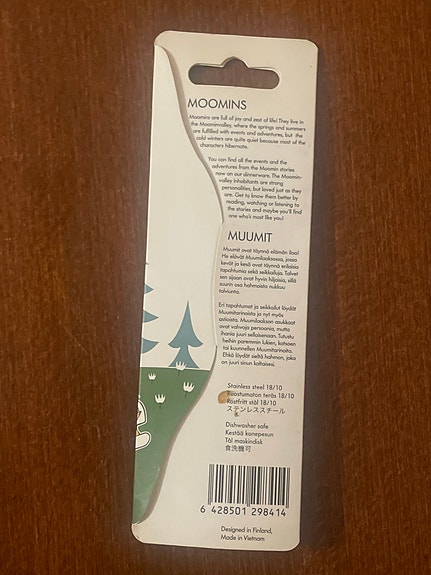 MOOMINS
Moomins are full of joy and zest of life! They live in
the Moominvalley, where the springs and summers
are fulfilled with events and adventures, but the
cold winters are quite quiet because most of the
characters hibernate.
You can find all the events and the
adventures from the Moomin stories
now on our dinnerware. The Moomin-
valley inhabitants are strong
personalities, but loved just as they
are. Get to know them better by
reading, watching or listening to
the stories and maybe you'll find
one who's most like you!
MUUMIT
Muumit ovat täynnä elämän iloa!
He elävät Muumilaaksossa, jossa
kevät ja kesä ovat täynnä erilaisia
tapahtumia sekä seikkailuja. Talvet
sen sijaan ovat hyvin hiljaisia, sillä
suurin osa hahmoista nukkuu
talviunta.
Eri tapahtumat ja seikkailut löydät
Muumitarinoista ja nyt myös
astioista. Muumilaakson asukkaat
ovat vahvoja persoonia, mutta
ihania juuri sellaisenaan. Tutustu
heihin paremmin lukien, katsoen
tai kuunnellen Muumitarinoita.
Ehkä löydät sieltä hahmon, joka
on juuri sinun kaltaisesi.
Stainless steel 18/10
Ruostumaton teräs 18/10
Rostfritt stål 18/10
ステンレススチール
Dishwasher safe
Kestää konepesun
Tål maskindisk
食洗機可
6 428501 298414
Designed in Finland,
Made in Vietnam